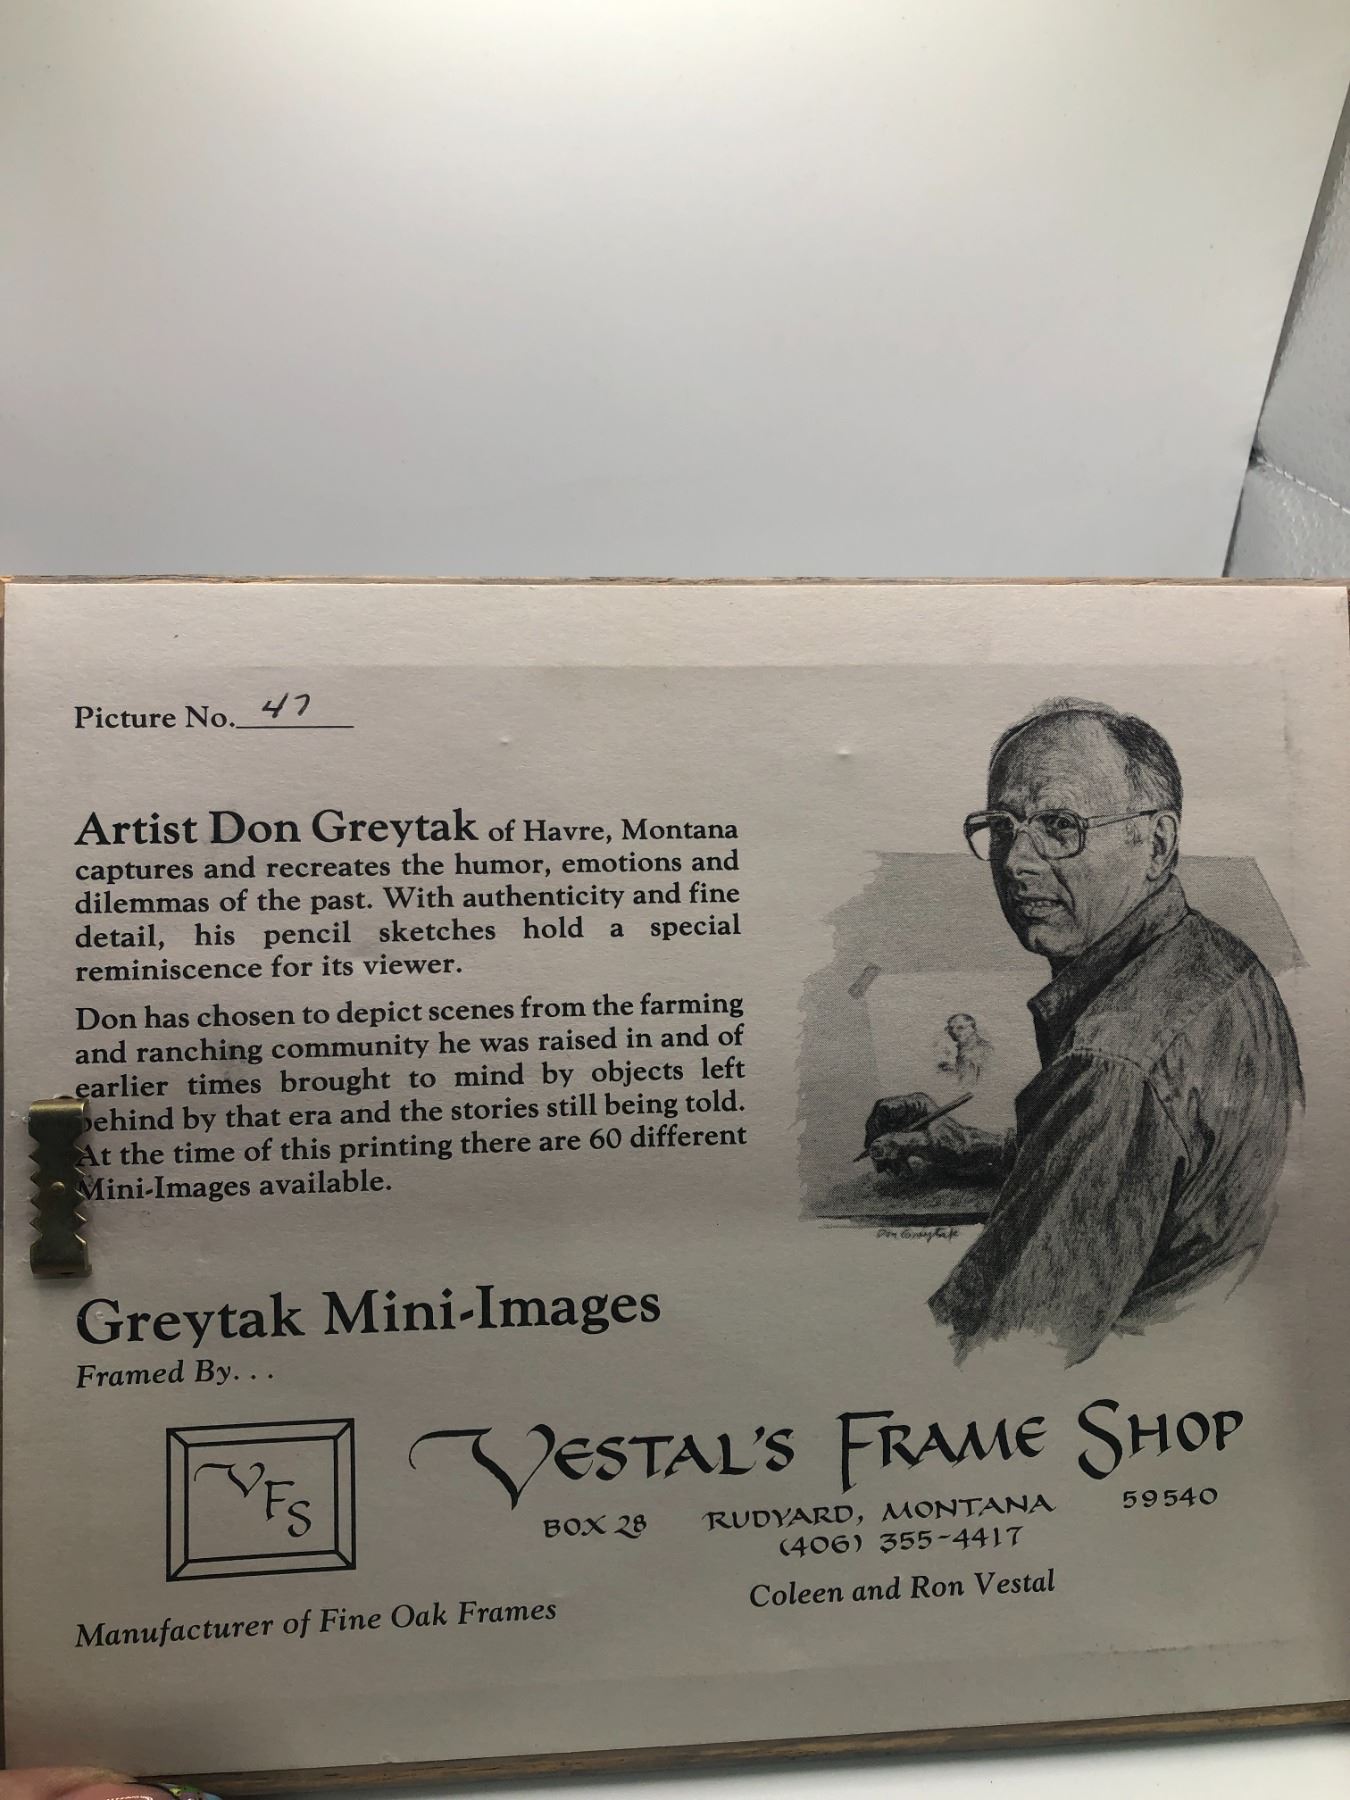 Picture No. 47
Artist Don Greytak of Havre, Montana
captures and recreates the humor, emotions and
dilemmas of the past. With authenticity and fine
detail, his pencil sketches hold a special
reminiscence for its viewer.
Don has chosen to depict scenes from the farming
and ranching community he was raised in and of
earlier times brought to mind by objects left
behind by that era and the stories still being told.
At the time of this printing there are 60 different
Mini-Images available.
Don Greytak
Greytak Mini-Images
Framed By. . .
VFS
VESTAL'S FRAME SHOP
BOX 28 RUDYARD, MONTANA 59540
(406) 355-4417
Coleen and Ron Vestal
Manufacturer of Fine Oak Frames